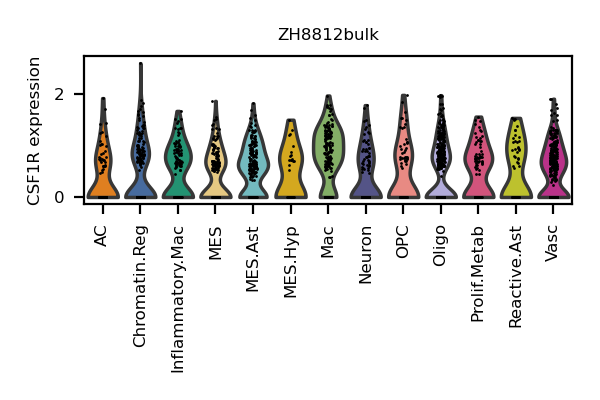 ZH8812bulk
CSF1R expression
2
0
AC
Chromatin.Reg
Inflammatory.Mac
MES
MES.Ast
MES.Hyp
Mac
Neuron
OPC
Oligo
Prolif.Metab
Reactive.Ast
Vasc